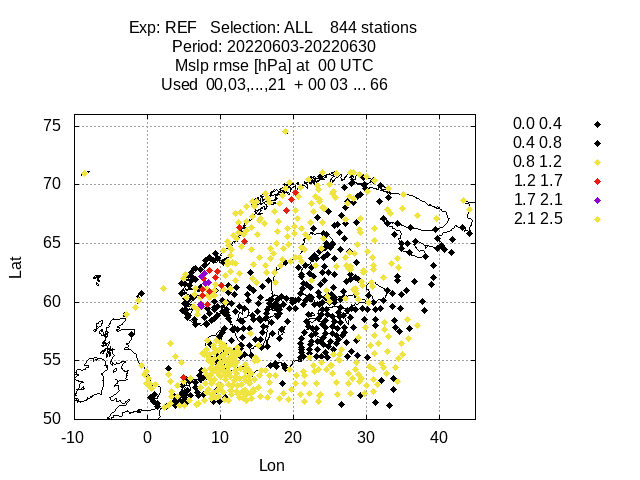 Exp: REF Selection: ALL 844 stations
Period: 20220603-20220630
Mslp rmse [hPa] at 00 UTC
Used 00,03,...,21 + 00 03 ... 66
75
70
65
60
55
50
Lat
-10 0 10 20 30 40
Lon
0.0 0.4
0.4 0.8
0.8 1.2
1.2 1.7
1.7 2.1
2.1 2.5